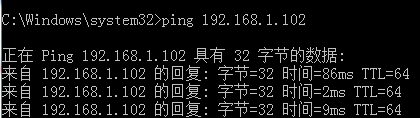 C:\Windows\system32>ping 192.168.1.102
正在 Ping 192.168.1.102 具有 32 字节的数据:
来自 192.168.1.102 的回复: 字节=32 时间=86ms TTL=64
来自 192.168.1.102 的回复: 字节=32 时间=2ms TTL=64
来自 192.168.1.102 的回复: 字节=32 时间=9ms TTL=64